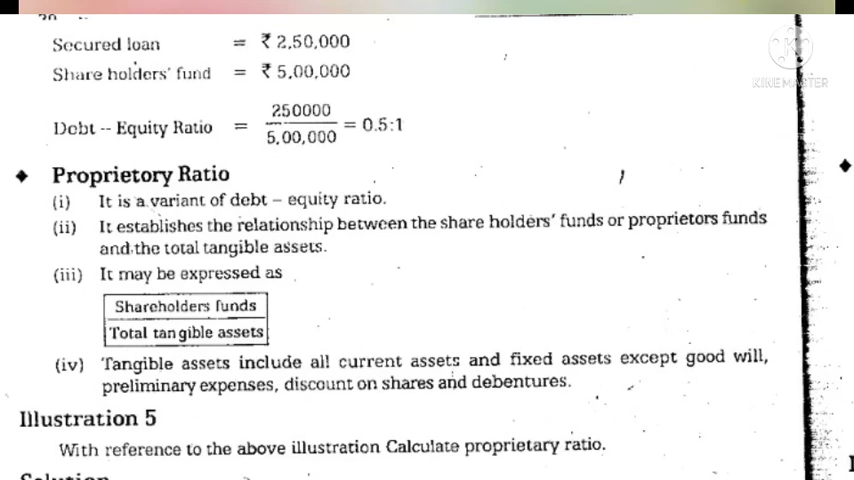 Secured loan = ₹ 2,50,000
Share holders' fund = ₹ 5,00,000
Debt -- Equity Ratio = 250000 / 5,00,000 = 0.5:1
◆ Proprietory Ratio
(i) It is a variant of debt – equity ratio.
(ii) It establishes the relationship between the share holders' funds or proprietors funds
and the total tangible assets.
(iii) It may be expressed as
Shareholders funds
Total tangible assets
(iv) Tangible assets include all current assets and fixed assets except good will,
preliminary expenses, discount on shares and debentures.
Illustration 5
With reference to the above illustration Calculate proprietary ratio.
KINEMASTER